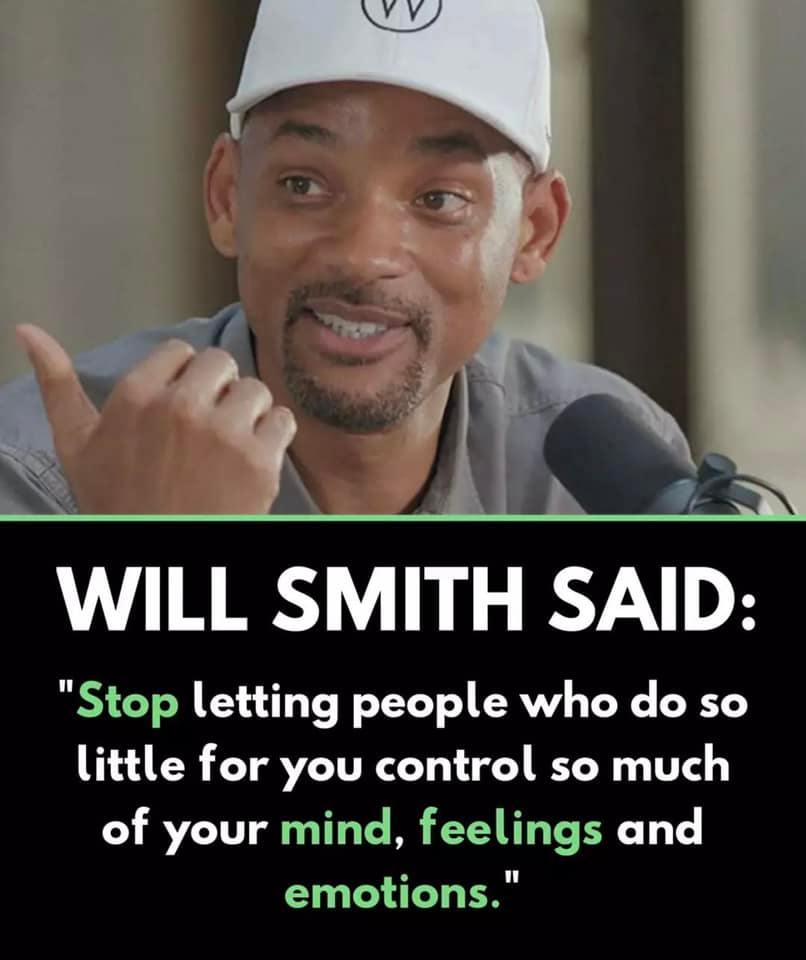 W
WILL SMITH SAID:
"Stop letting people who do so
little for you control so much
of your mind, feelings and
emotions."